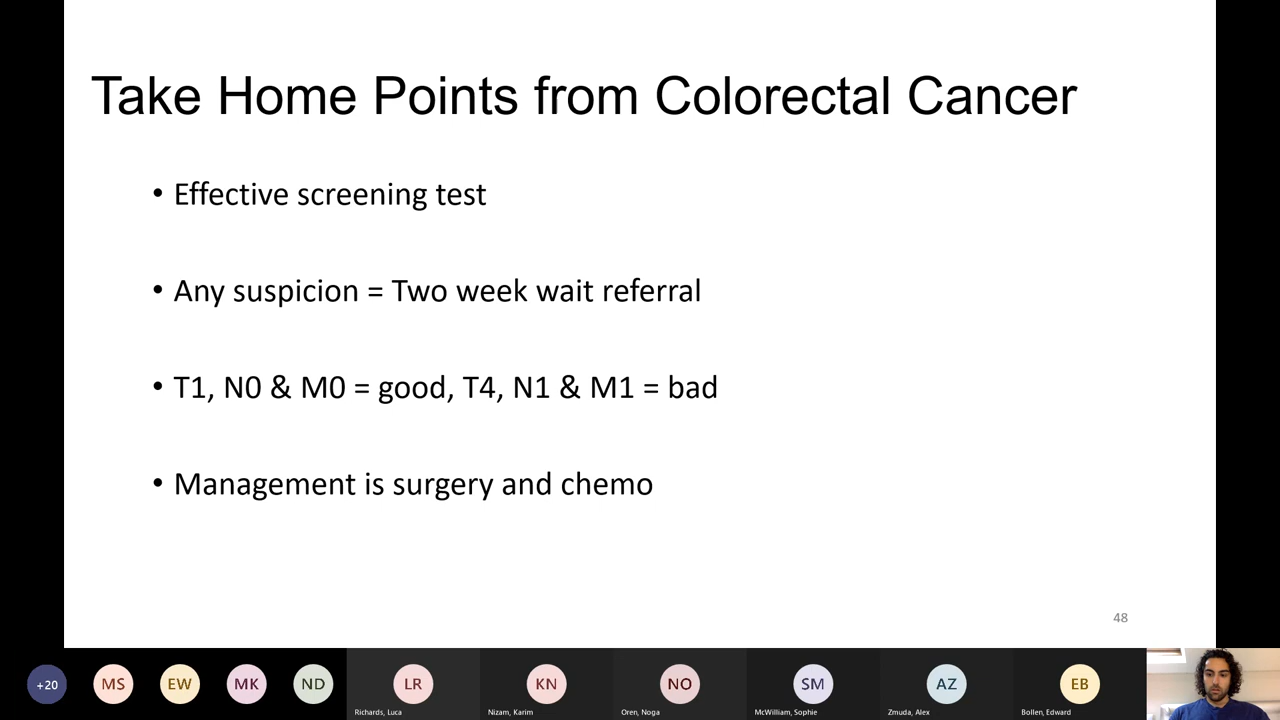 Take Home Points from Colorectal Cancer
• Effective screening test
• Any suspicion = Two week wait referral
• T1, N0 & M0 = good, T4, N1 & M1 = bad
• Management is surgery and chemo
48
+20
MS
EW
MK
ND
LR
KN
NO
SM
AZ
EB
Richards, Luca
Nizam, Karim
Oren, Noga
McWilliam, Sophie
Zmuda, Alex
Bollen, Edward